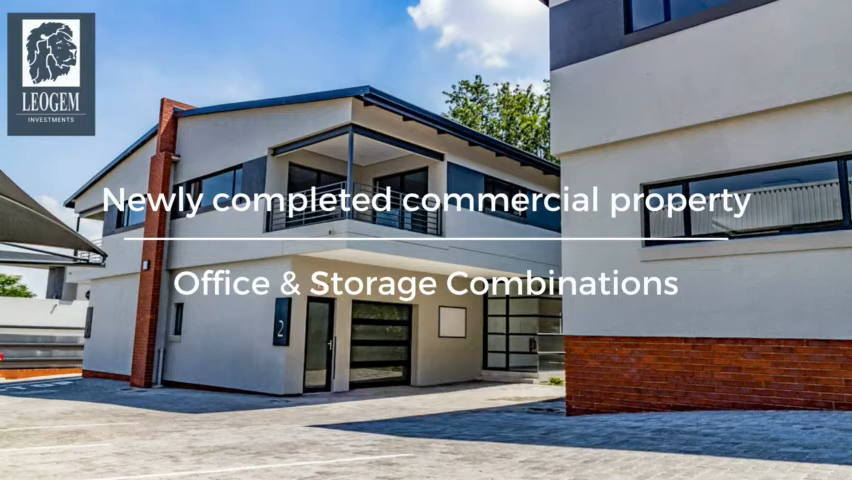 LEOGEM
INVESTMENTS
Newly completed commercial property
Office & Storage Combinations
2